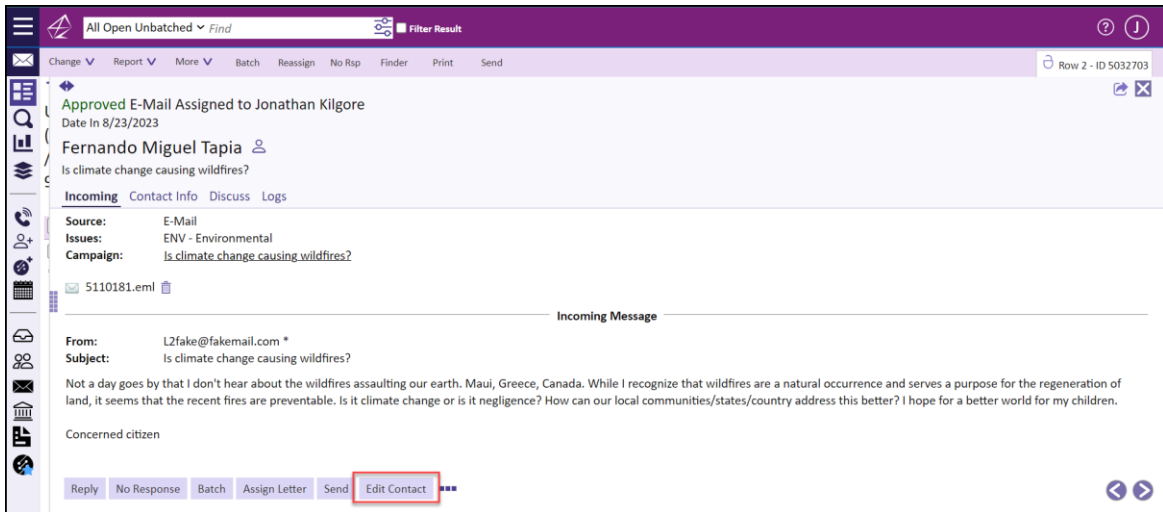 All Open Unbatched Find Filter Result ? J
Change Report More Batch Reassign No Rsp Finder Print Send Row 2 - ID 5032703
Approved E-Mail Assigned to Jonathan Kilgore
Date In 8/23/2023
Fernando Miguel Tapia
Is climate change causing wildfires?
Incoming Contact Info Discuss Logs
Source: E-Mail
Issues: ENV - Environmental
Campaign: Is climate change causing wildfires?
5110181.eml
Incoming Message
From: L2fake@fakemail.com *
Subject: Is climate change causing wildfires?
Not a day goes by that I don't hear about the wildfires assaulting our earth. Maui, Greece, Canada. While I recognize that wildfires are a natural occurrence and serves a purpose for the regeneration of
land, it seems that the recent fires are preventable. Is it climate change or is it negligence? How can our local communities/states/country address this better? I hope for a better world for my children.
Concerned citizen
Reply No Response Batch Assign Letter Send Edit Contact